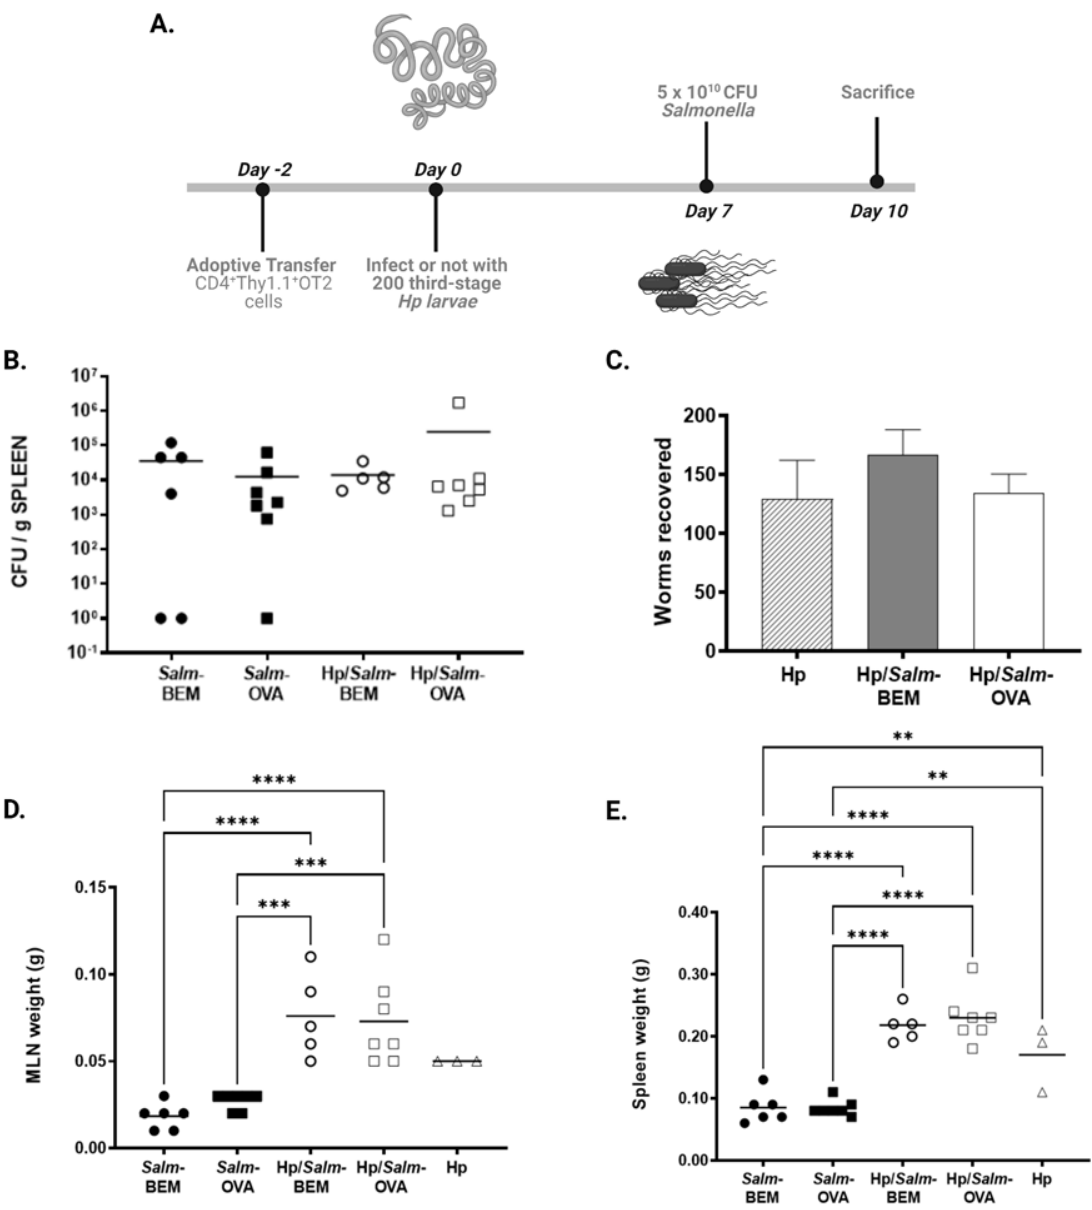 A.
5 x 10¹⁰ CFU
Salmonella
Sacrifice
Day -2
Day 0
Day 7
Day 10
Adoptive Transfer
CD4⁺Thy1.1⁺OT2
cells
Infect or not with
200 third-stage
Hp larvae
B.
CFU / g SPLEEN
10⁷
10⁶
10⁵
10⁴
10³
10²
10¹
10⁰
10⁻¹
Salm-
BEM
Salm-
OVA
Hp/Salm-
BEM
Hp/Salm-
OVA
C.
Worms recovered
200
150
100
50
0
Hp
Hp/Salm-
BEM
Hp/Salm-
OVA
D.
****
****
***
***
MLN weight (g)
0.15
0.10
0.05
0.00
Salm-
BEM
Salm-
OVA
Hp/Salm-
BEM
Hp/Salm-
OVA
Hp
E.
**
**
****
****
****
****
Spleen weight (g)
0.40
0.30
0.20
0.10
0.00
Salm-
BEM
Salm-
OVA
Hp/Salm-
BEM
Hp/Salm-
OVA
Hp